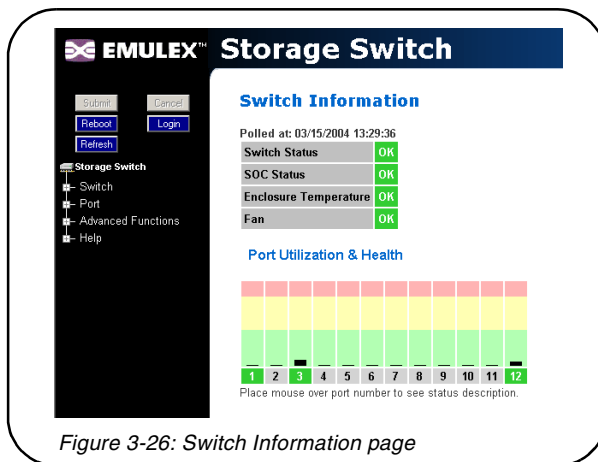 EMULEX™ Storage Switch
Submit Cancel
Reboot Login
Refresh
Storage Switch
Switch
Port
Advanced Functions
Help
Switch Information
Polled at: 03/15/2004 13:29:36
Switch Status OK
SOC Status OK
Enclosure Temperature OK
Fan OK
Port Utilization & Health
1 2 3 4 5 6 7 8 9 10 11 12
Place mouse over port number to see status description.
Figure 3-26: Switch Information page